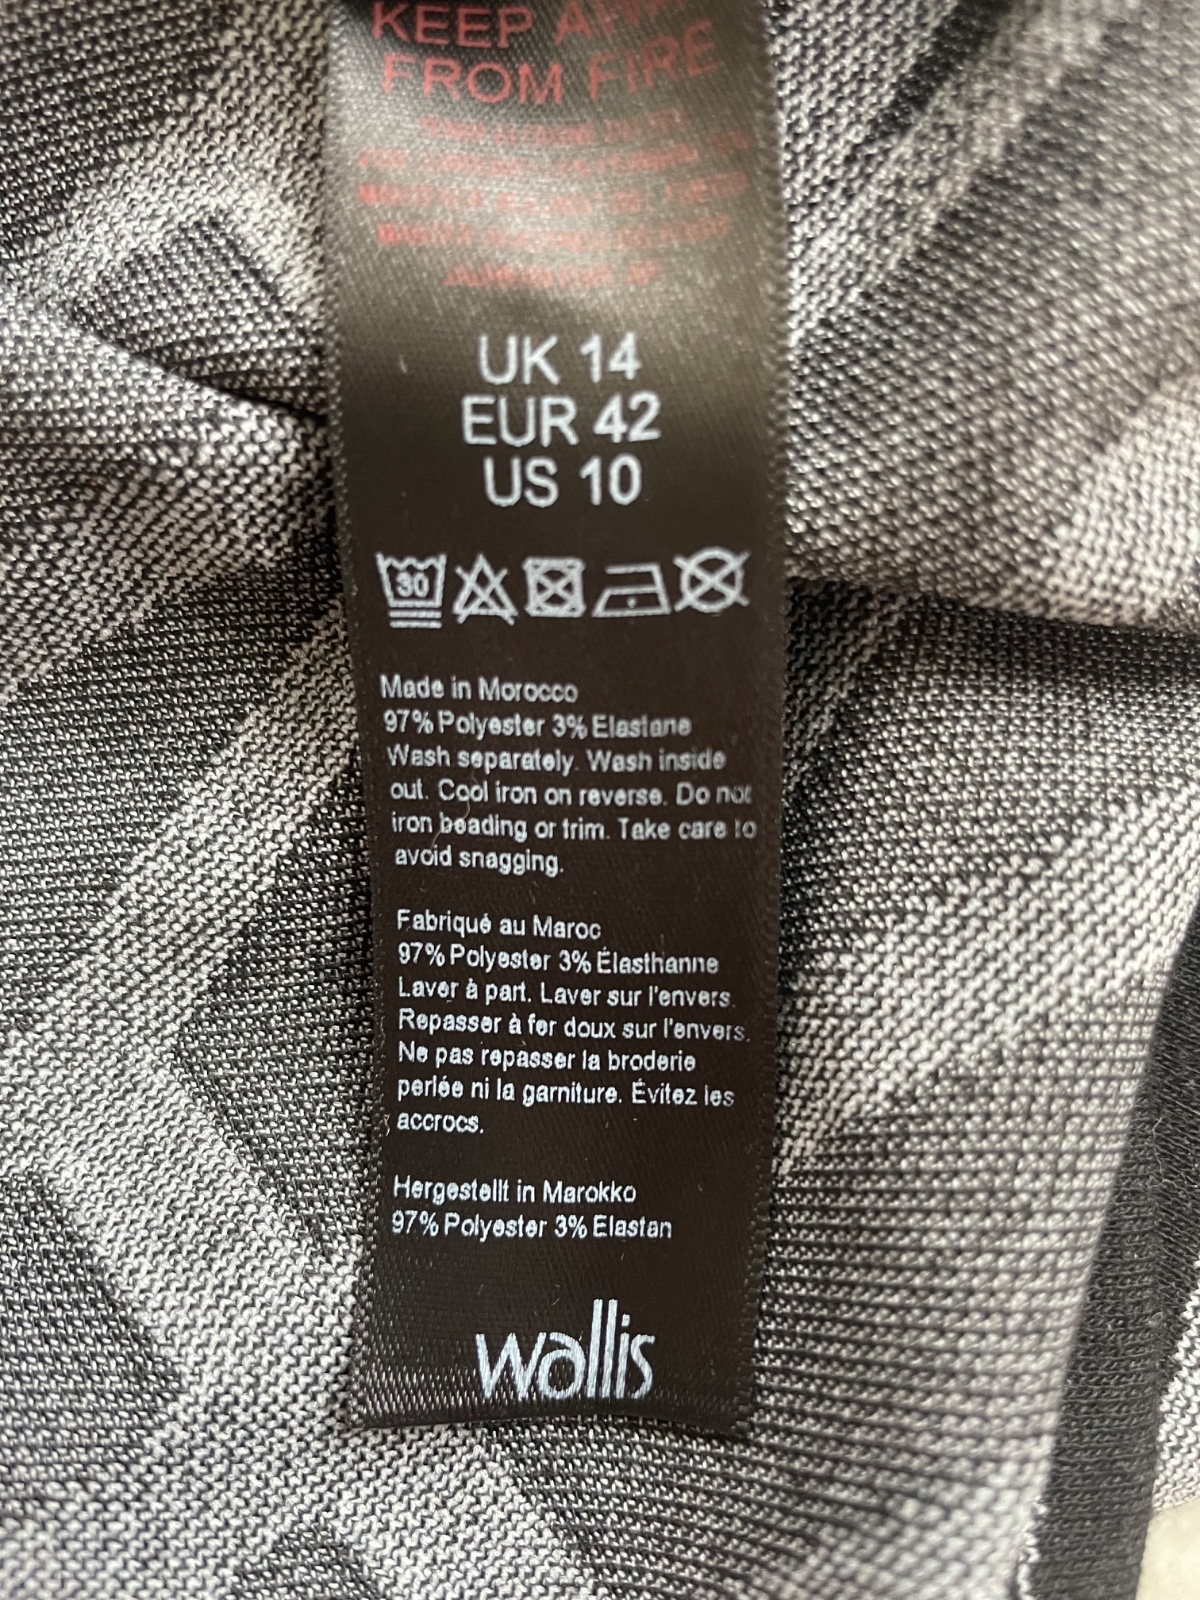 KEEP AWAY
FROM FIRE
UK 14
EUR 42
US 10
30
Made in Morocco
97% Polyester 3% Elastane
Wash separately. Wash inside
out. Cool iron on reverse. Do not
iron beading or trim. Take care to
avoid snagging.
Fabriqué au Maroc
97% Polyester 3% Élasthanne
Laver à part. Laver sur l'envers.
Repasser à fer doux sur l'envers.
Ne pas repasser la broderie
perlée ni la garniture. Évitez les
accrocs.
Hergestellt in Marokko
97% Polyester 3% Elastan
wallis